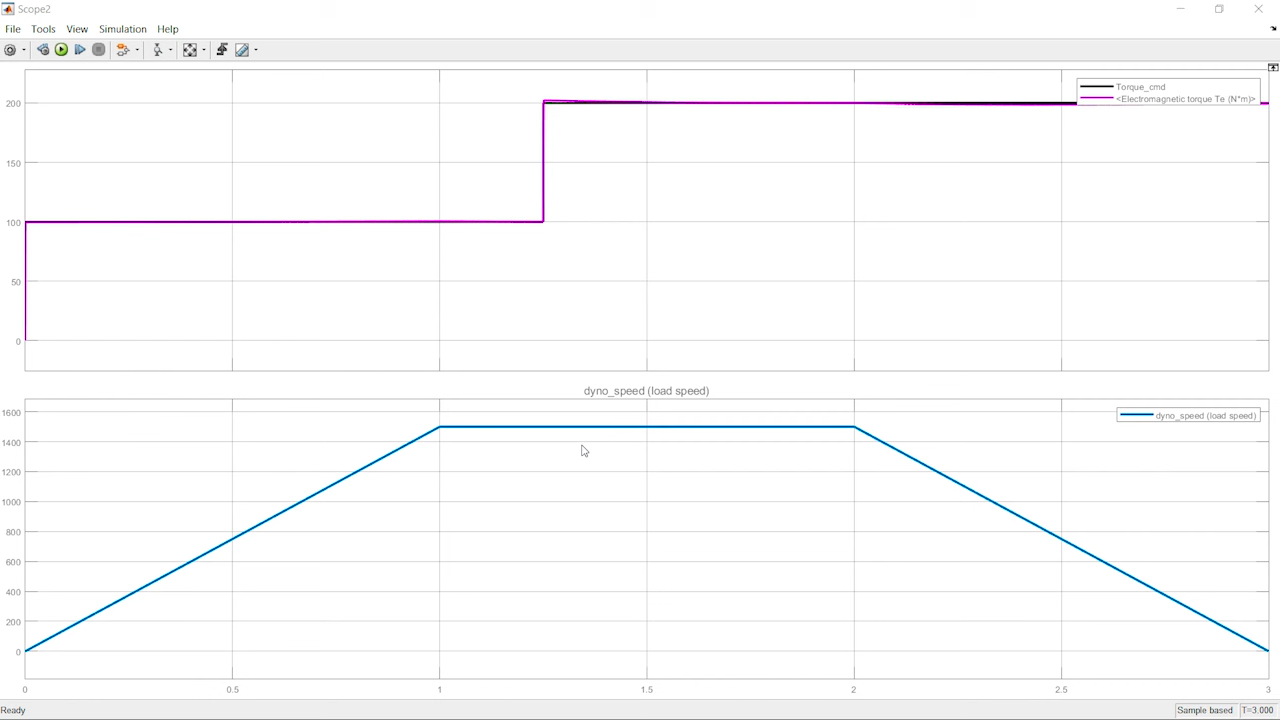 Scope2
File Tools View Simulation Help
Torque_cmd
<Electromagnetic torque Te (N*m)>
200
150
100
50
0
dyno_speed (load speed)
dyno_speed (load speed)
1600
1400
1200
1000
800
600
400
200
0
0 0.5 1 1.5 2 2.5 3
Ready Sample based T=3.000